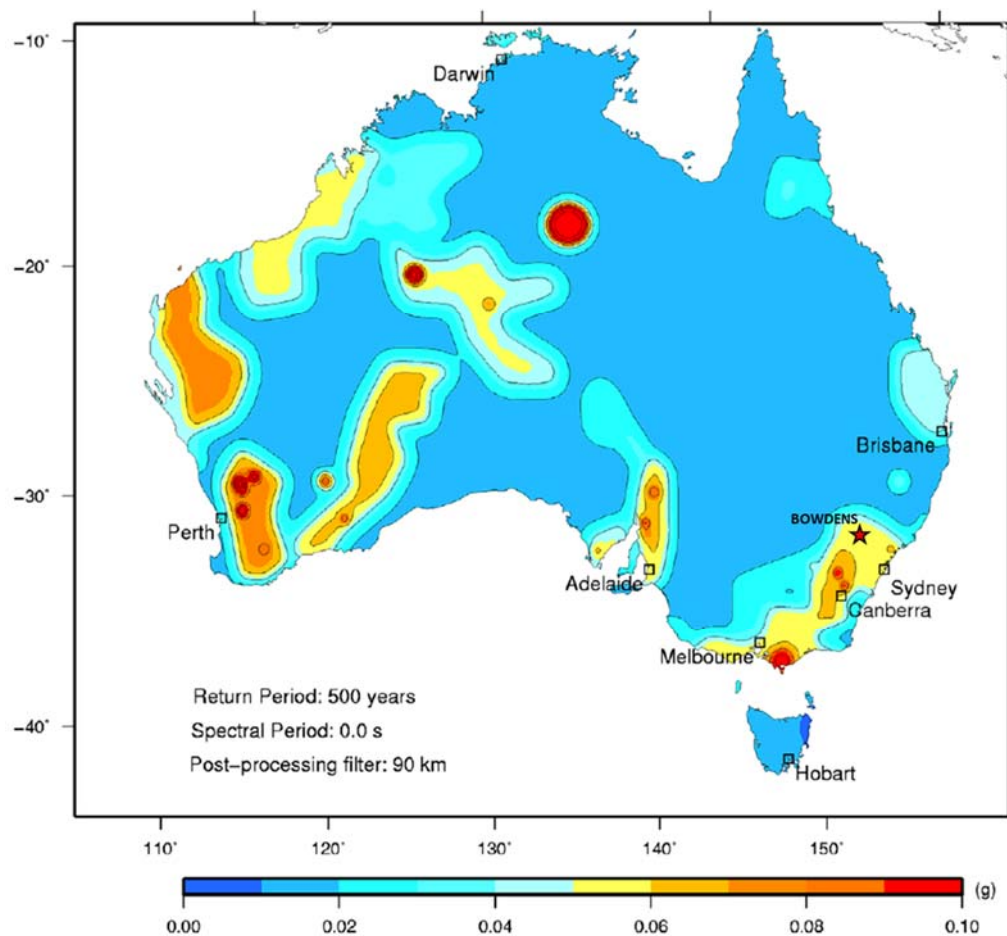 −10°
Darwin
−20°
Brisbane
−30°
BOWDENS
Perth
Adelaide
Sydney
Canberra
Melbourne
Return Period: 500 years
−40°
Spectral Period: 0.0 s
Post−processing filter: 90 km
Hobart
110° 120° 130° 140° 150°
(g)
0.00 0.02 0.04 0.06 0.08 0.10